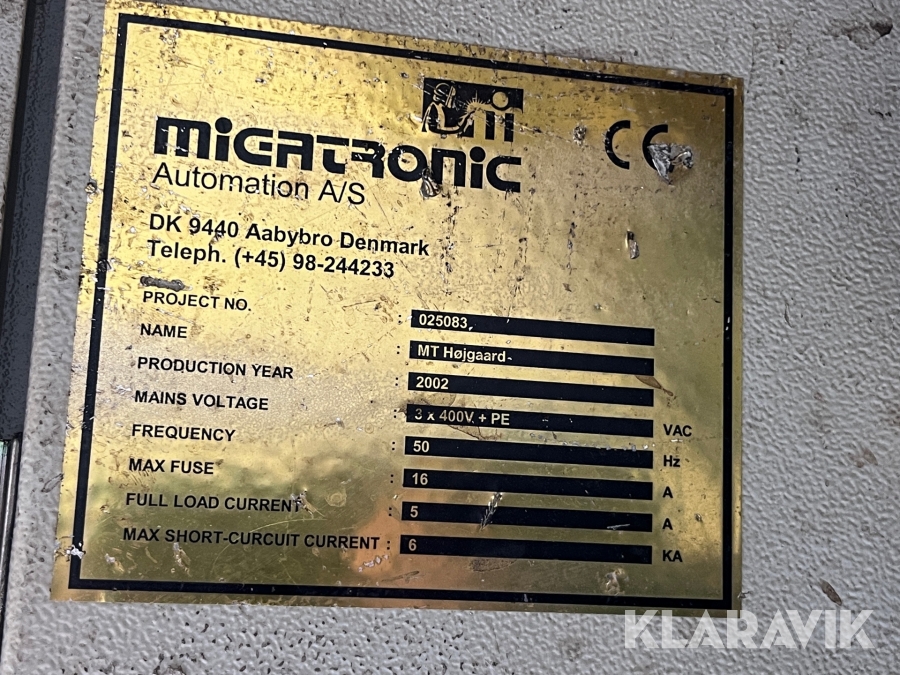 MIGATRONIC
CE
Automation A/S
DK 9440 Aabybro Denmark
Teleph. (+45) 98-244233
PROJECT NO. : 025083
NAME : MT Højgaard
PRODUCTION YEAR : 2002
MAINS VOLTAGE : 3 x 400V + PE VAC
FREQUENCY : 50 Hz
MAX FUSE : 16 A
FULL LOAD CURRENT : 5 A
MAX SHORT-CURCUIT CURRENT : 6 KA
KLARAVIK